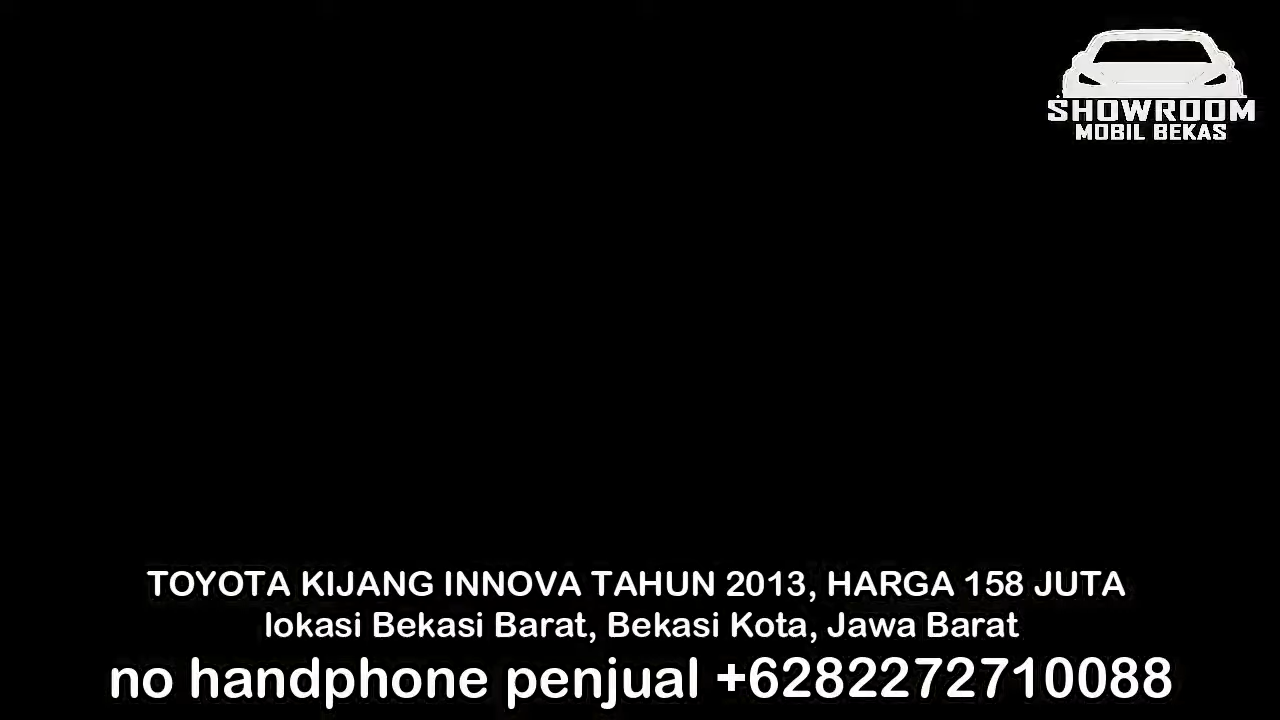 SHOWROOM
MOBIL BEKAS
TOYOTA KIJANG INNOVA TAHUN 2013, HARGA 158 JUTA
lokasi Bekasi Barat, Bekasi Kota, Jawa Barat
no handphone penjual +6282272710088